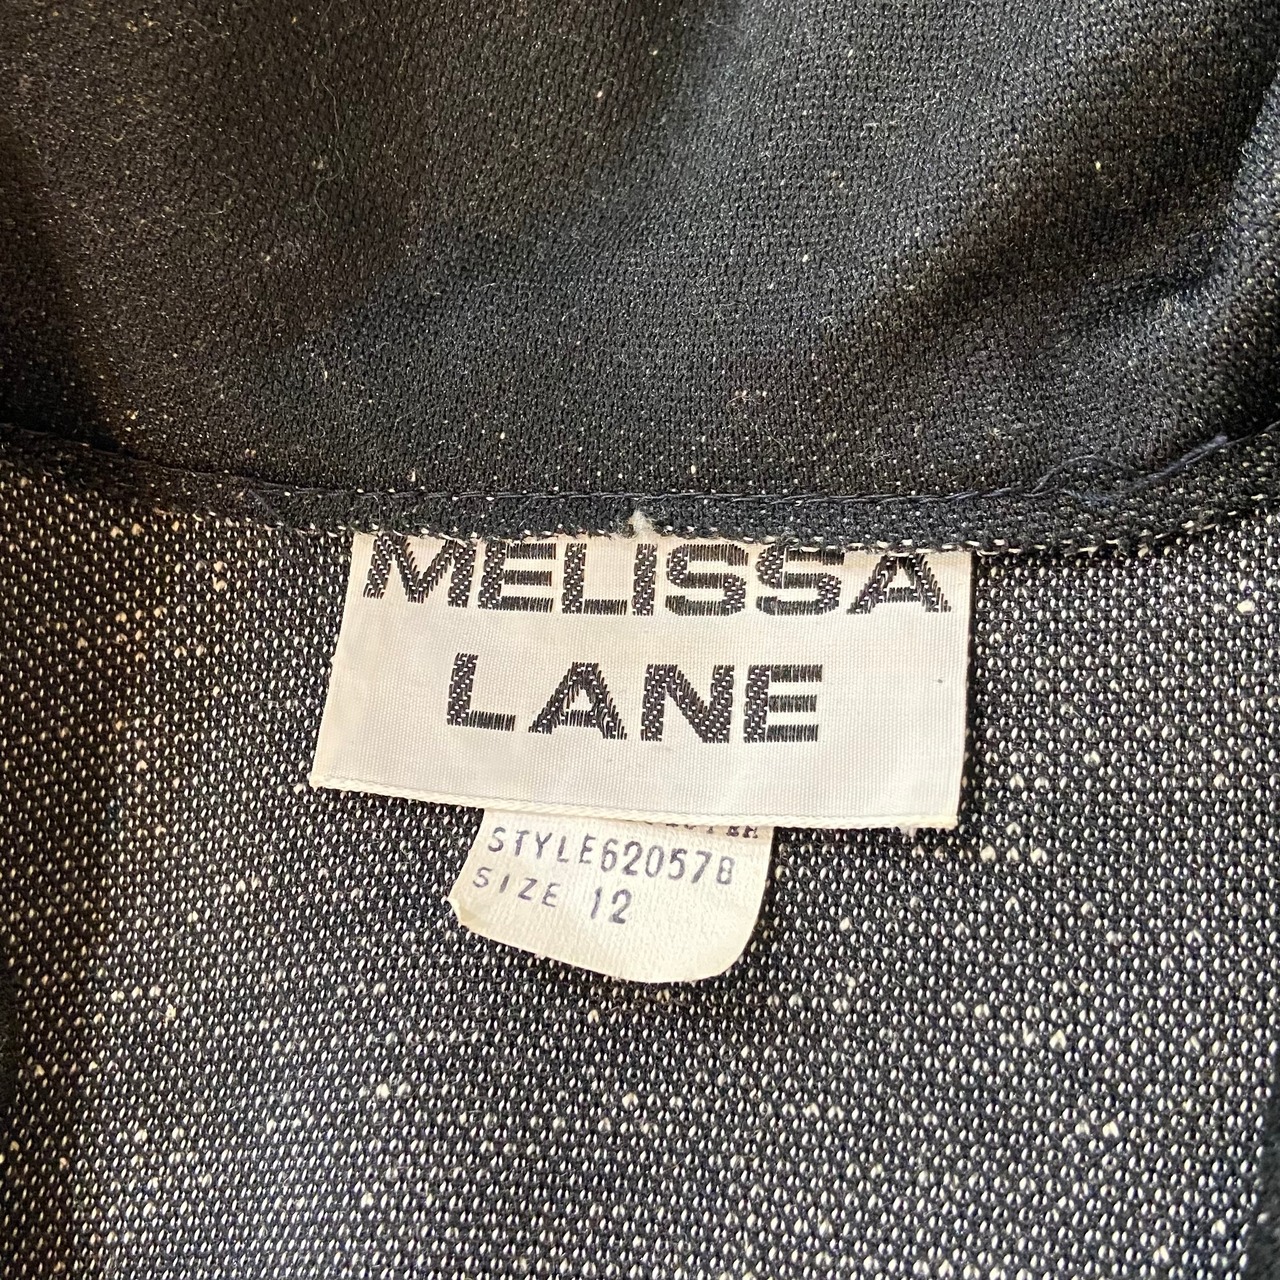 MELISSA
LANE
STYLE62057B
SIZE 12